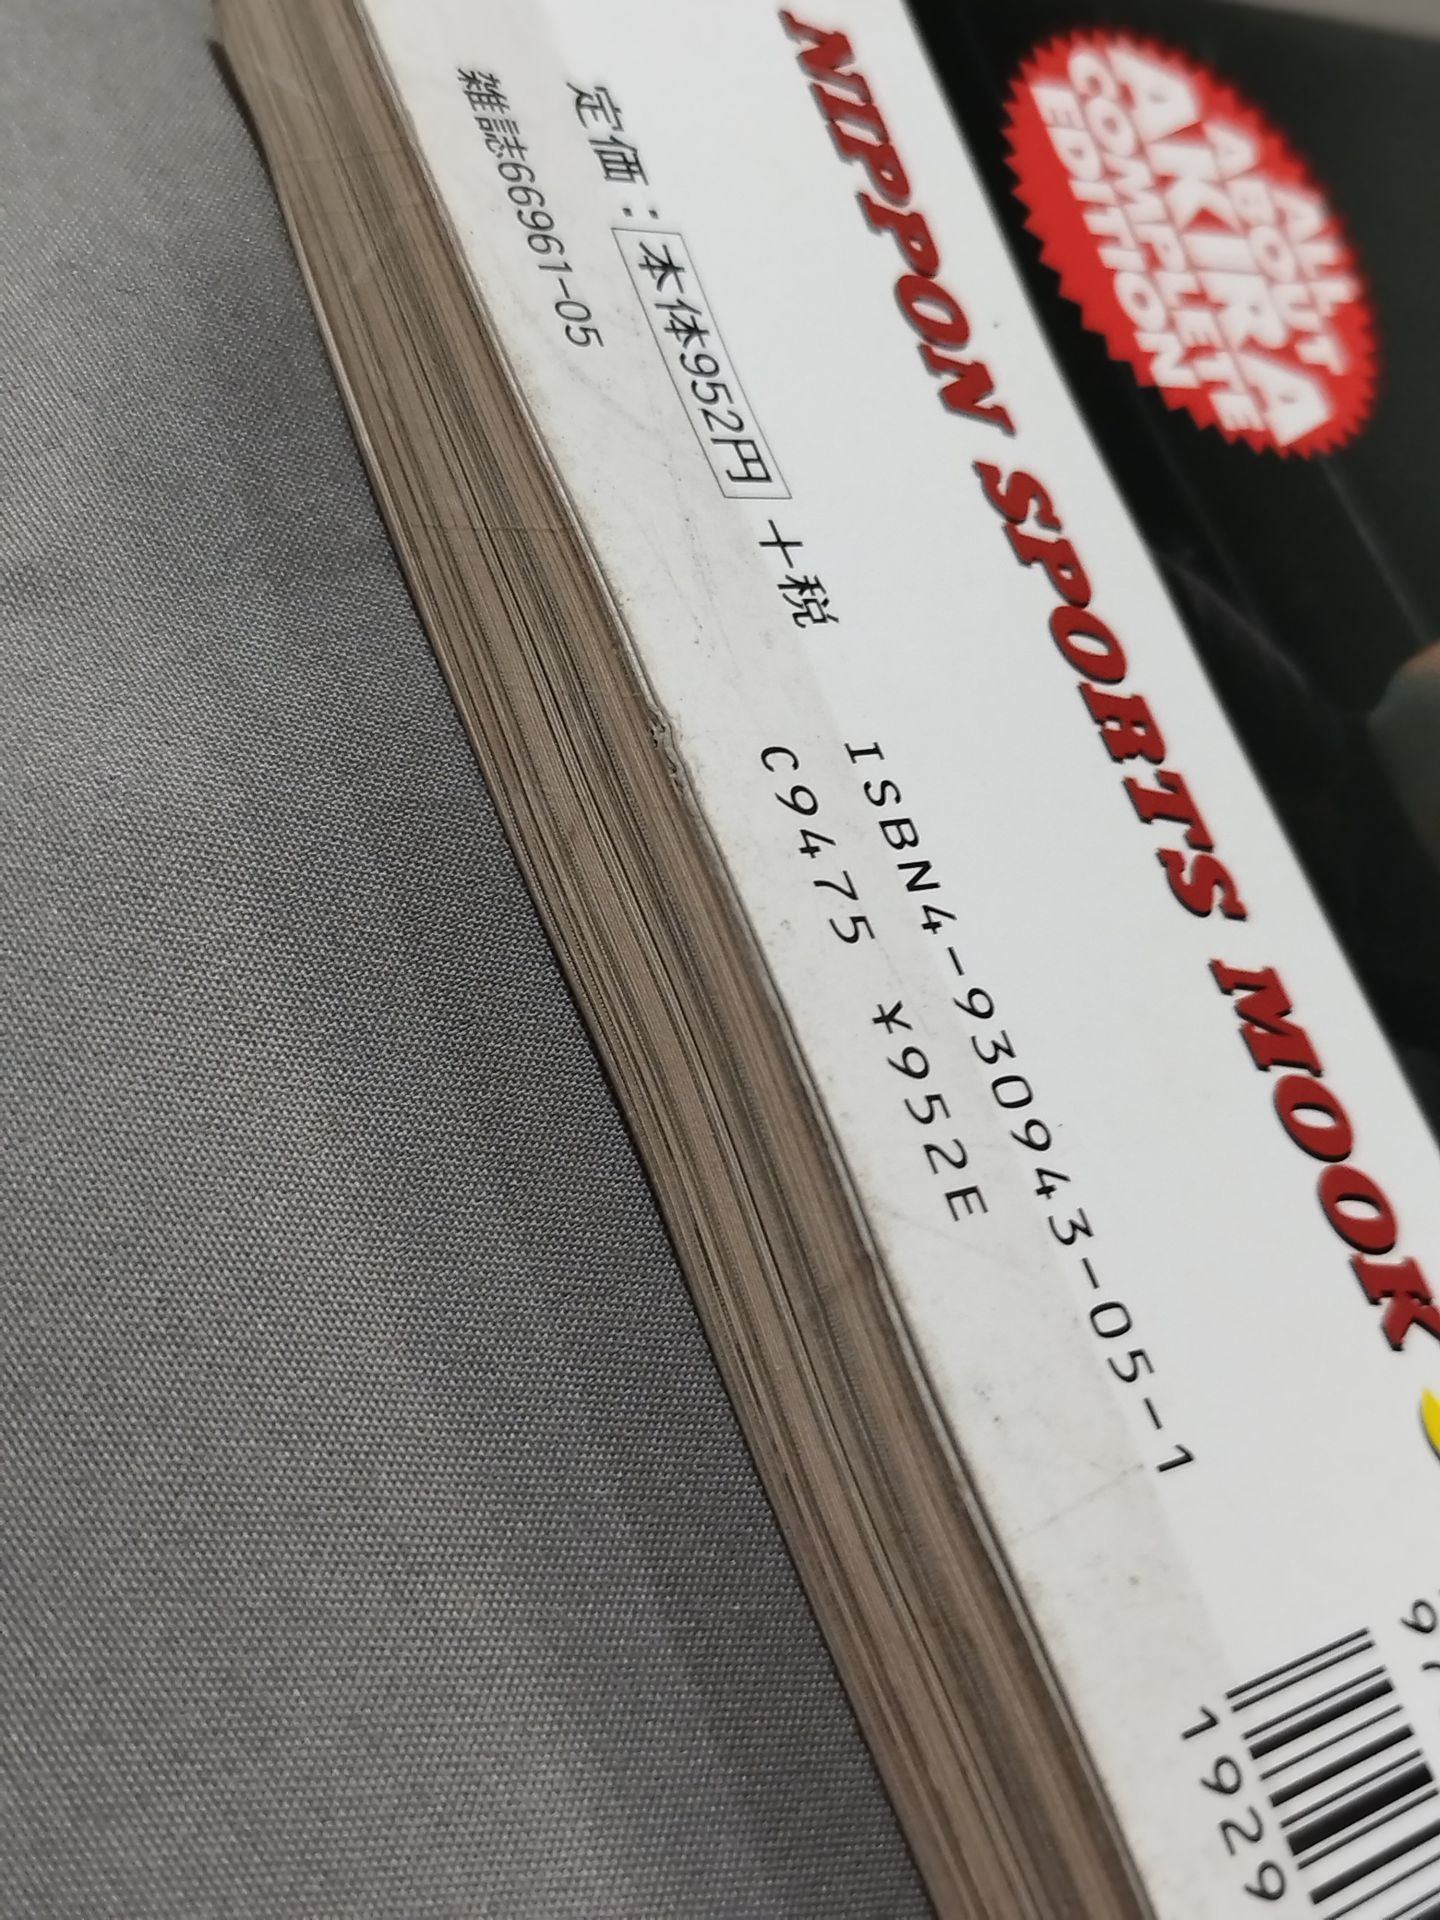 ALL
ABOUT
AKIRA
COMPLETE
EDITION
NIPPON SPORTS MOOK
ISBN4-930943-05-1
C9475 ¥952E
定価：本体952円＋税
雑誌66961-05
1929